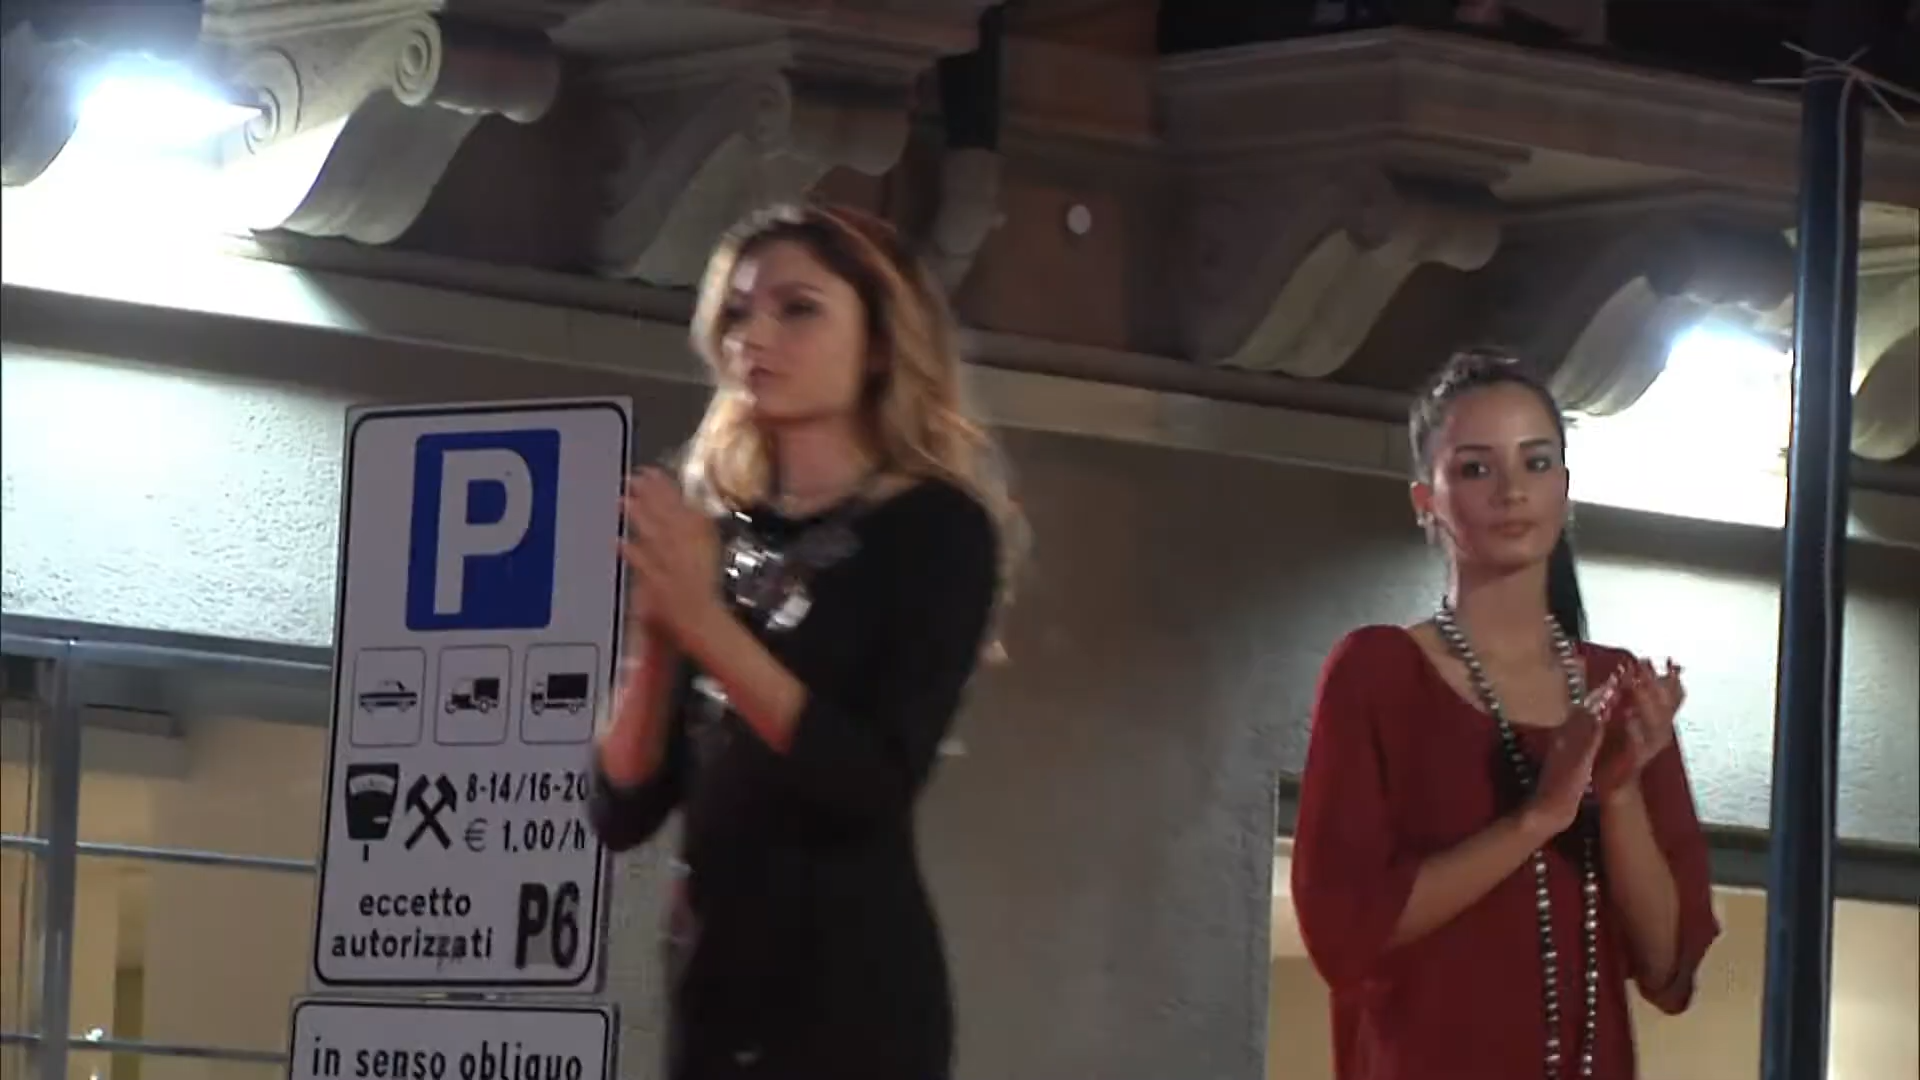 P
8-14/16-20
€ 1.00/h
eccetto
autorizzati
P6
in senso obliquo